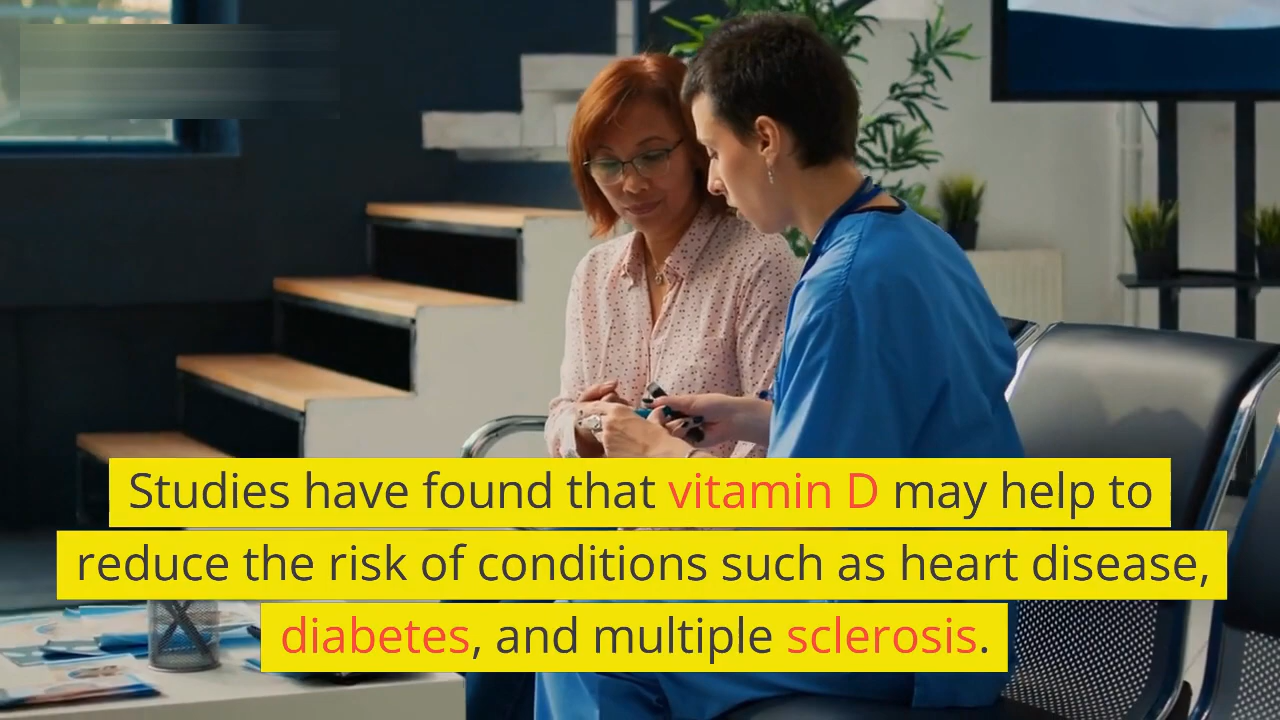 Studies have found that vitamin D may help to
reduce the risk of conditions such as heart disease,
diabetes, and multiple sclerosis.